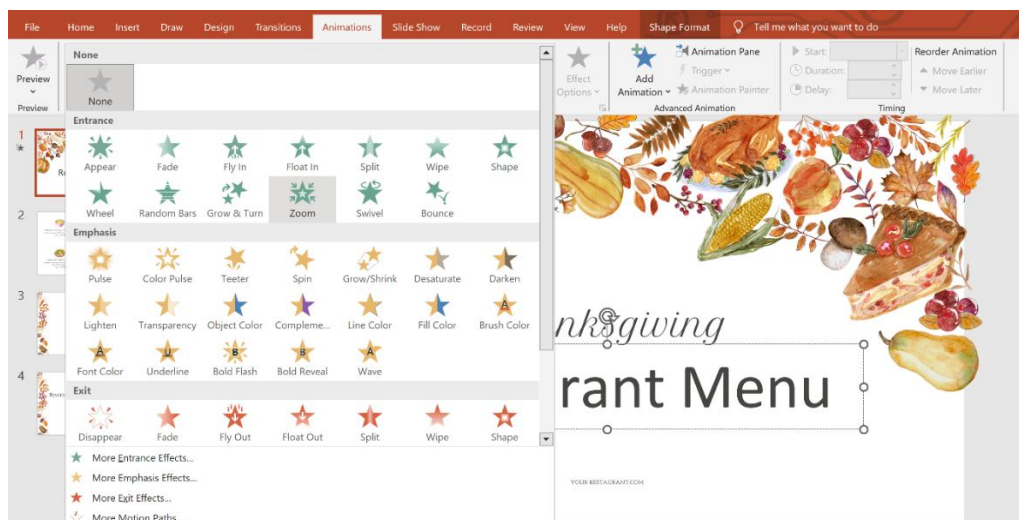 File Home Insert Draw Design Transitions Animations Slide Show Record Review View Help Shape Format Tell me what you want to do
Preview
Preview
None
None
Entrance
Appear Fade Fly In Float In Split Wipe Shape
Wheel Random Bars Grow & Turn Zoom Swivel Bounce
Emphasis
Pulse Color Pulse Teeter Spin Grow/Shrink Desaturate Darken
Lighten Transparency Object Color Compleme... Line Color Fill Color Brush Color
Font Color Underline Bold Flash Bold Reveal Wave
Exit
Disappear Fade Fly Out Float Out Split Wipe Shape
More Entrance Effects...
More Emphasis Effects...
More Exit Effects...
More Motion Paths...
Effect
Options
Add
Animation
Animation Pane
Trigger
Animation Painter
Advanced Animation
Start:
Duration:
Delay:
Reorder Animation
Move Earlier
Move Later
Timing
1
2
3
4
nksgiving
rant Menu
YOUR RESTAURANT.COM